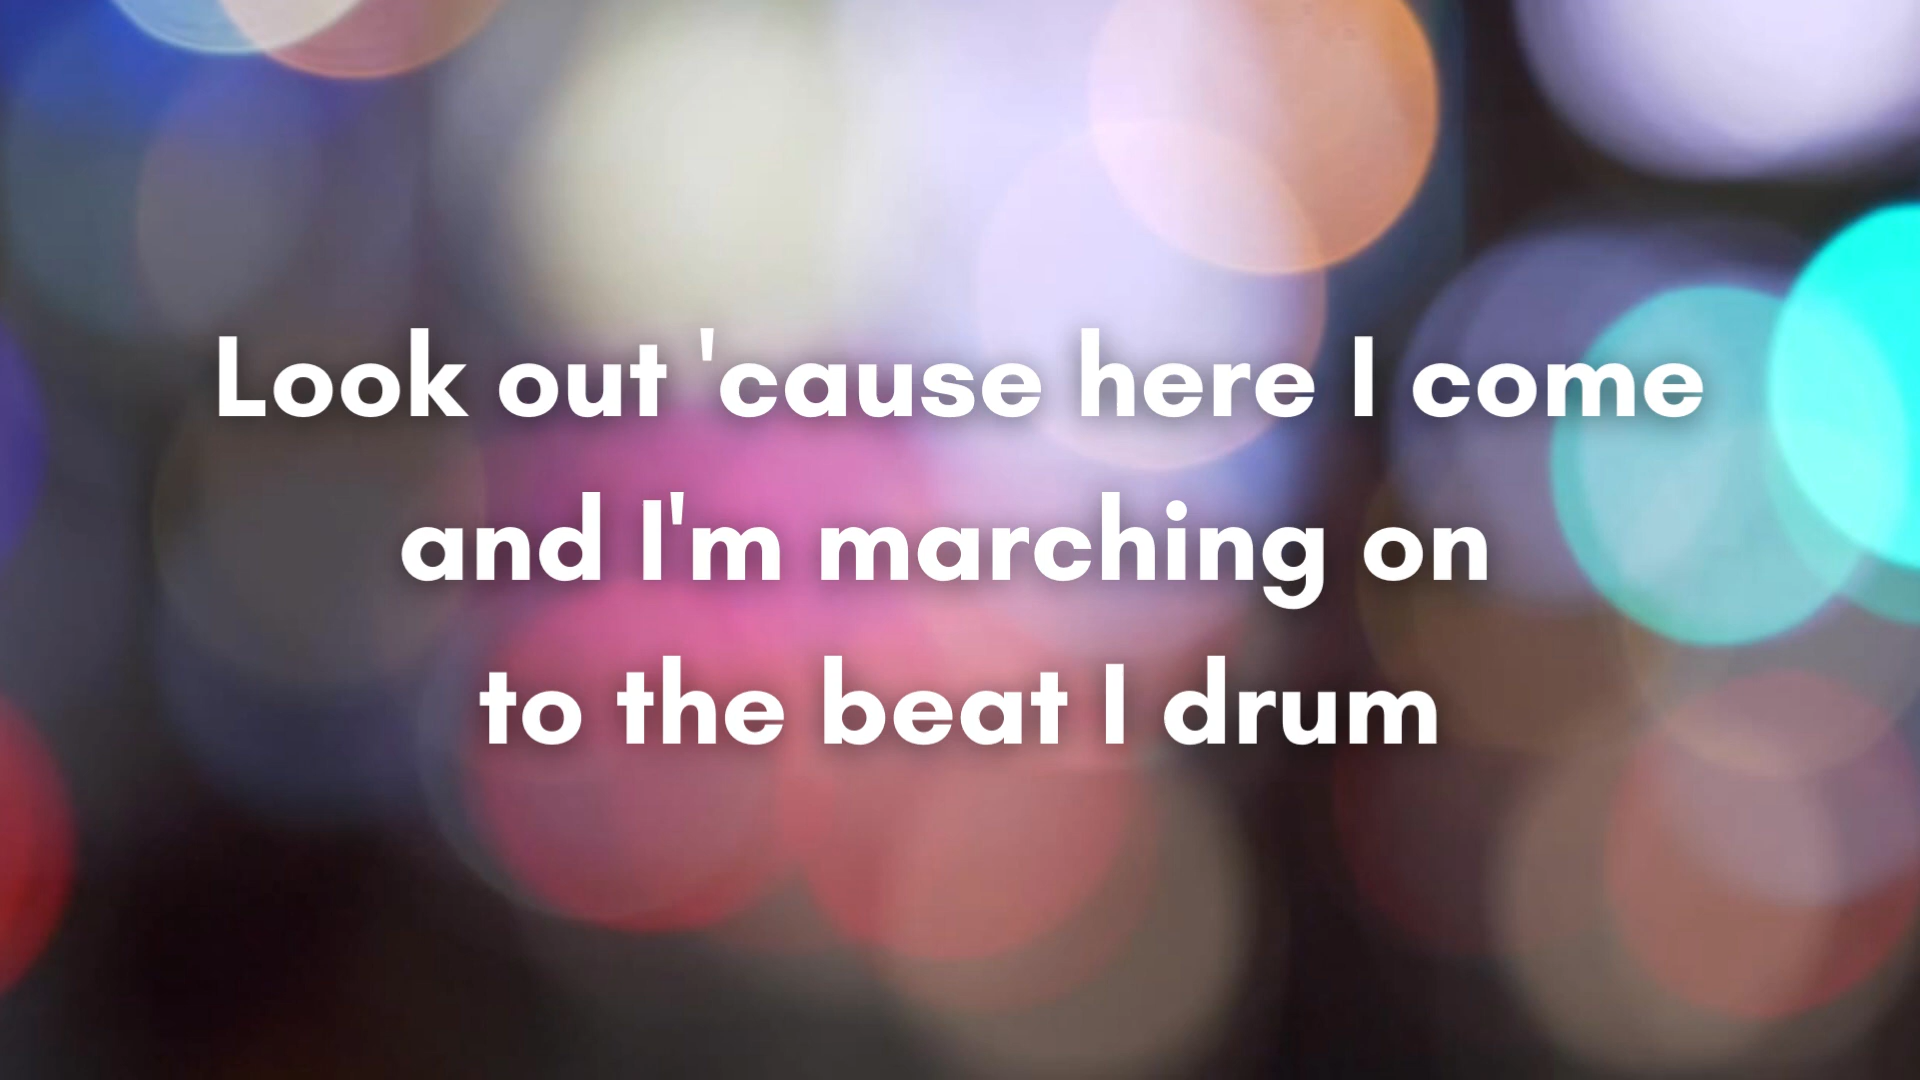 Look out 'cause here I come
and I'm marching on
to the beat I drum